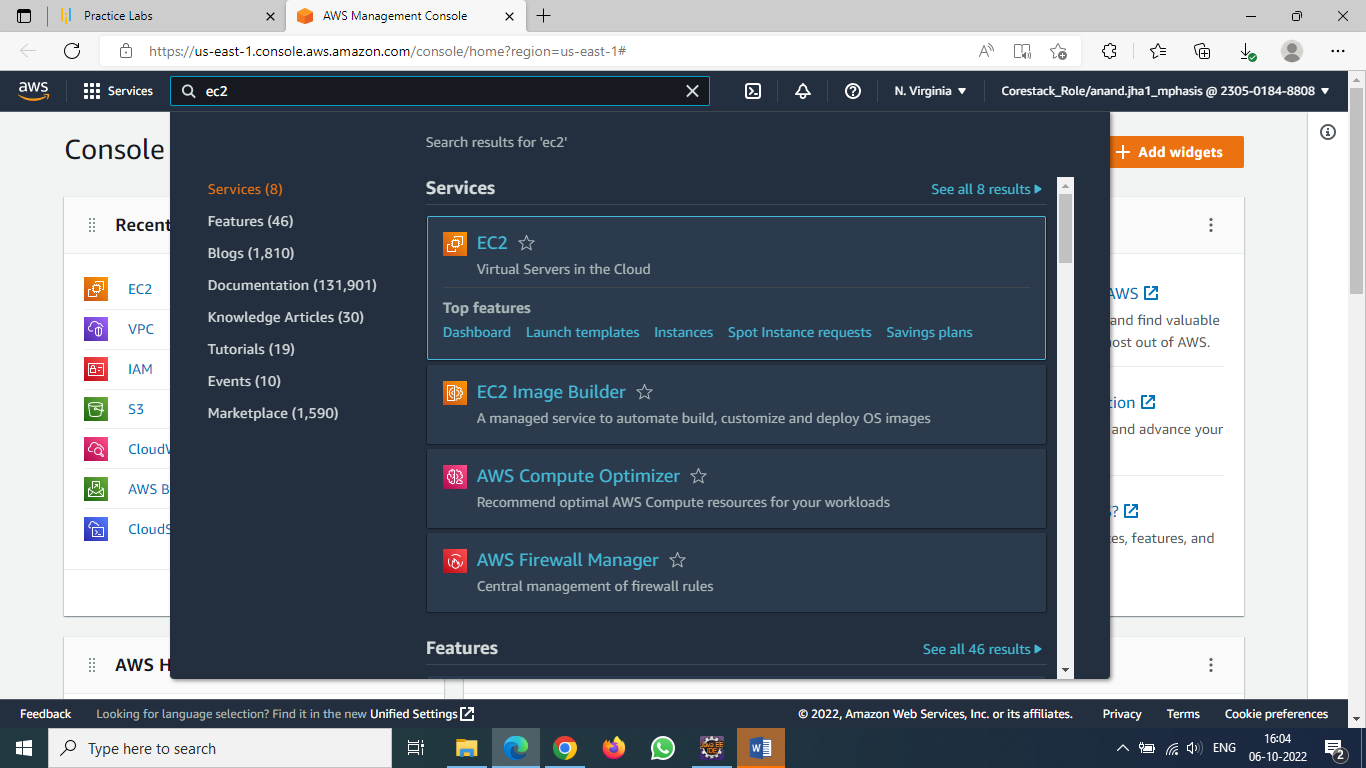 Practice Labs
AWS Management Console
https://us-east-1.console.aws.amazon.com/console/home?region=us-east-1#
aws
Services
ec2
N. Virginia
Corestack_Role/anand.jha1_mphasis @ 2305-0184-8808
Console
Add widgets
Search results for 'ec2'
Services (8)
Features (46)
Blogs (1,810)
Documentation (131,901)
Knowledge Articles (30)
Tutorials (19)
Events (10)
Marketplace (1,590)
Services
See all 8 results
EC2
Virtual Servers in the Cloud
Top features
Dashboard Launch templates Instances Spot Instance requests Savings plans
EC2 Image Builder
A managed service to automate build, customize and deploy OS images
AWS Compute Optimizer
Recommend optimal AWS Compute resources for your workloads
AWS Firewall Manager
Central management of firewall rules
Features
See all 46 results
Recent
EC2
VPC
IAM
S3
CloudW
AWS B
CloudS
AWS H
AWS
and find valuable
ost out of AWS.
tion
and advance your
s?
es, features, and
Feedback
Looking for language selection? Find it in the new Unified Settings
© 2022, Amazon Web Services, Inc. or its affiliates.
Privacy
Terms
Cookie preferences
Type here to search
ENG
16:04
06-10-2022
2